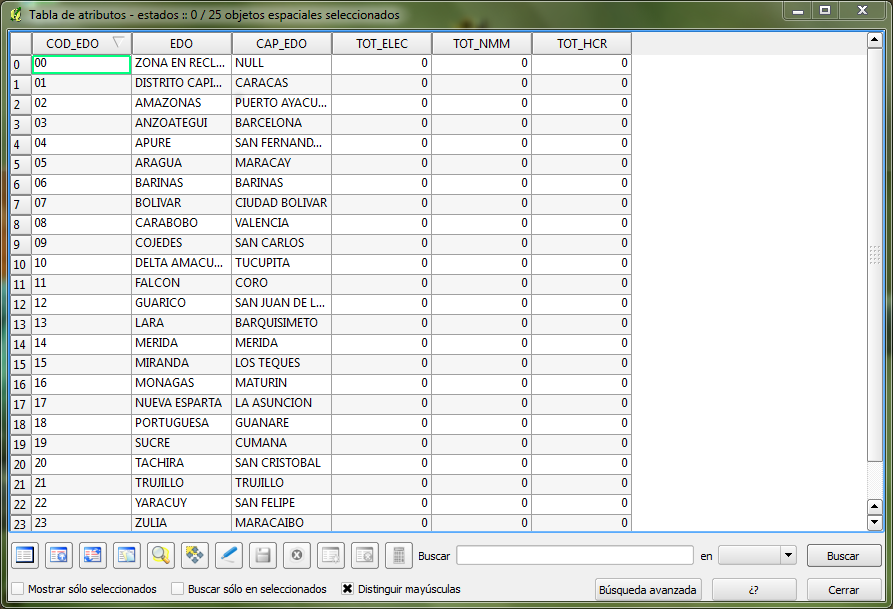 Tabla de atributos - estados :: 0 / 25 objetos espaciales seleccionados
COD_EDO EDO CAP_EDO TOT_ELEC TOT_NMM TOT_HCR
0 00 ZONA EN RECL... NULL 0 0 0
1 01 DISTRITO CAPI... CARACAS 0 0 0
2 02 AMAZONAS PUERTO AYACU... 0 0 0
3 03 ANZOATEGUI BARCELONA 0 0 0
4 04 APURE SAN FERNAND... 0 0 0
5 05 ARAGUA MARACAY 0 0 0
6 06 BARINAS BARINAS 0 0 0
7 07 BOLIVAR CIUDAD BOLIVAR 0 0 0
8 08 CARABOBO VALENCIA 0 0 0
9 09 COJEDES SAN CARLOS 0 0 0
10 10 DELTA AMACU... TUCUPITA 0 0 0
11 11 FALCON CORO 0 0 0
12 12 GUARICO SAN JUAN DE L... 0 0 0
13 13 LARA BARQUISIMETO 0 0 0
14 14 MERIDA MERIDA 0 0 0
15 15 MIRANDA LOS TEQUES 0 0 0
16 16 MONAGAS MATURIN 0 0 0
17 17 NUEVA ESPARTA LA ASUNCION 0 0 0
18 18 PORTUGUESA GUANARE 0 0 0
19 19 SUCRE CUMANA 0 0 0
20 20 TACHIRA SAN CRISTOBAL 0 0 0
21 21 TRUJILLO TRUJILLO 0 0 0
22 22 YARACUY SAN FELIPE 0 0 0
23 23 ZULIA MARACAIBO 0 0 0
Buscar en Buscar
Mostrar sólo seleccionados Buscar sólo en seleccionados Distinguir mayúsculas
Búsqueda avanzada ¿? Cerrar